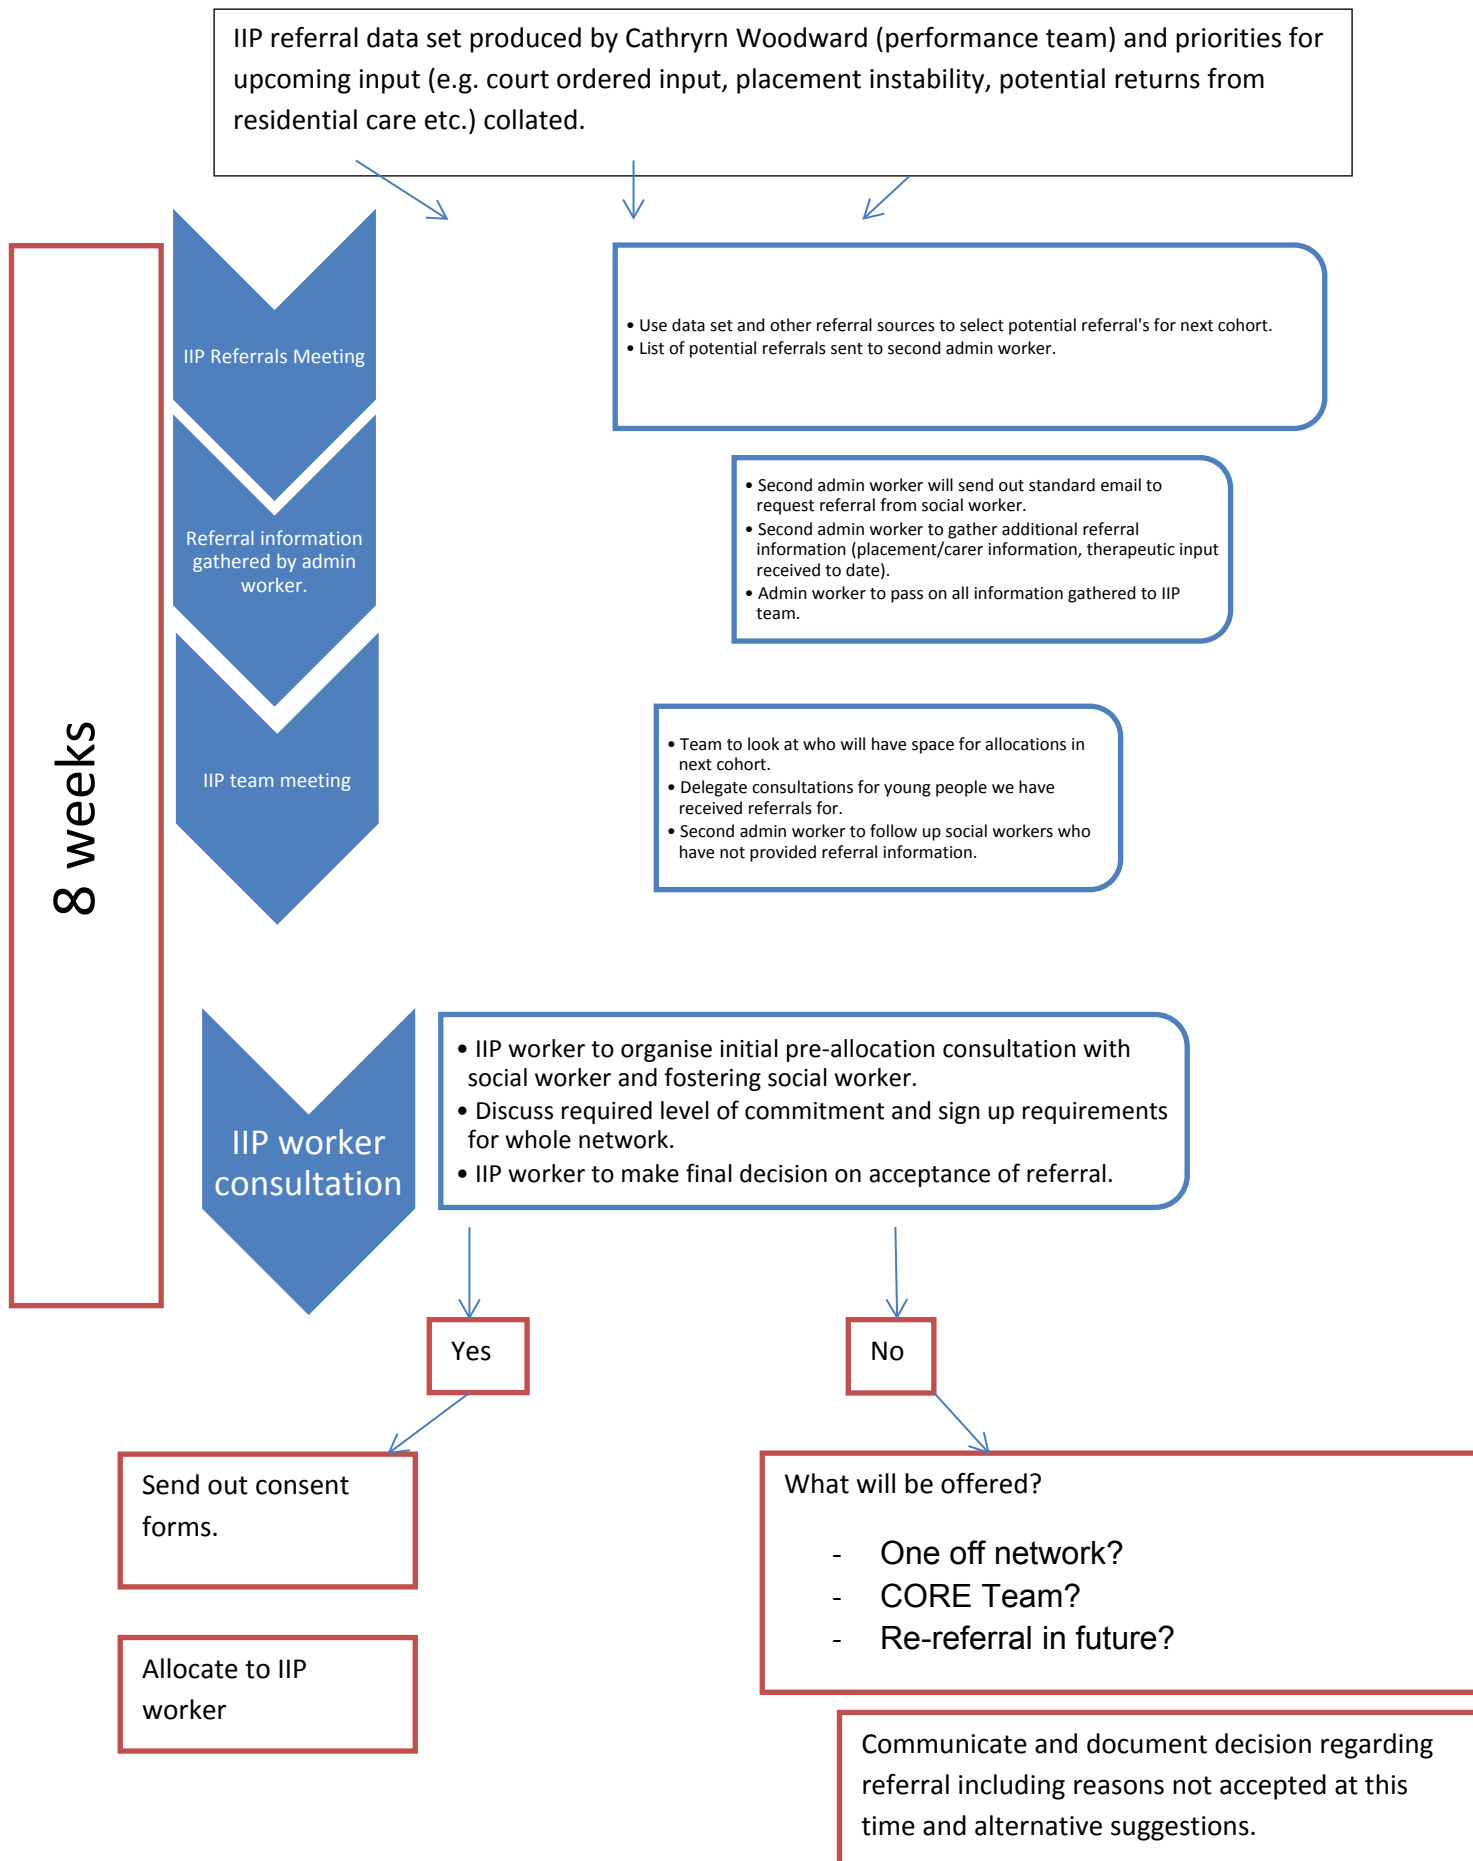 IIP referral data set produced by Cathryrn Woodward (performance team) and priorities for
upcoming input (e.g. court ordered input, placement instability, potential returns from
residential care etc.) collated.
8 weeks
IIP Referrals Meeting
• Use data set and other referral sources to select potential referral's for next cohort.
• List of potential referrals sent to second admin worker.
Referral information
gathered by admin
worker.
• Second admin worker will send out standard email to
request referral from social worker.
• Second admin worker to gather additional referral
information (placement/carer information, therapeutic input
received to date).
• Admin worker to pass on all information gathered to IIP
team.
IIP team meeting
• Team to look at who will have space for allocations in
next cohort.
• Delegate consultations for young people we have
received referrals for.
• Second admin worker to follow up social workers who
have not provided referral information.
IIP worker
consultation
• IIP worker to organise initial pre-allocation consultation with
social worker and fostering social worker.
• Discuss required level of commitment and sign up requirements
for whole network.
• IIP worker to make final decision on acceptance of referral.
Yes
No
Send out consent
forms.
Allocate to IIP
worker
What will be offered?
- One off network?
- CORE Team?
- Re-referral in future?
Communicate and document decision regarding
referral including reasons not accepted at this
time and alternative suggestions.